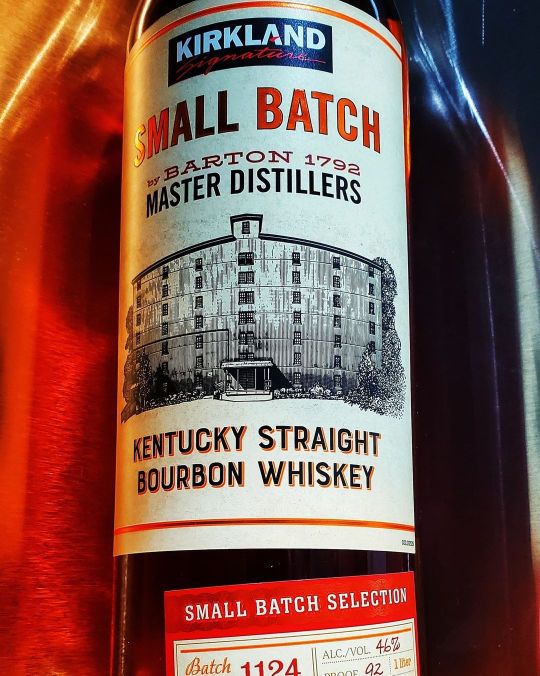 KIRKLAND
Signature
SMALL BATCH
by BARTON 1792
MASTER DISTILLERS
KENTUCKY STRAIGHT
BOURBON WHISKEY
SMALL BATCH SELECTION
Batch 1124
ALC./VOL. 46%
PROOF 92
1 liter